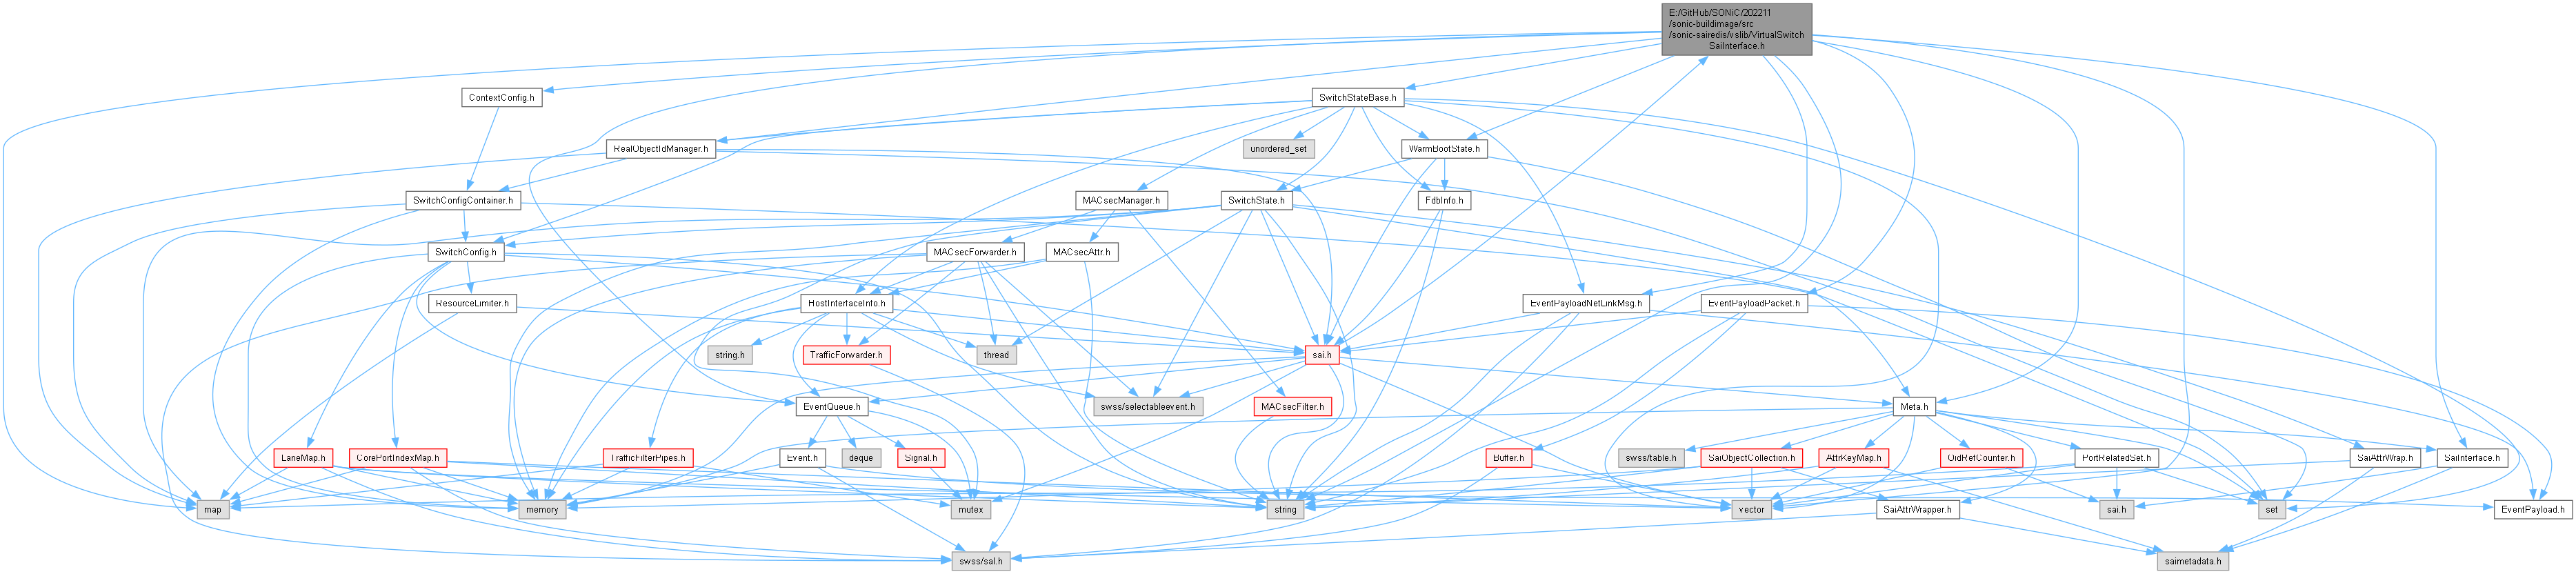 E:/GitHub/SONiC/202211
/sonic-buildimage/src
/sonic-sairedis/vslib/VirtualSwitch
SaiInterface.h
ContextConfig.h
SwitchStateBase.h
RealObjectIdManager.h
unordered_set
WarmBootState.h
SwitchConfigContainer.h
MACsecManager.h
SwitchState.h
FdbInfo.h
SwitchConfig.h
MACsecForwarder.h
MACsecAttr.h
ResourceLimiter.h
HostInterfaceInfo.h
EventPayloadNetLinkMsg.h
EventPayloadPacket.h
string.h
TrafficForwarder.h
thread
sai.h
EventQueue.h
swss/selectableevent.h
MACsecFilter.h
Meta.h
LaneMap.h
CorePortIndexMap.h
TrafficFilterPipes.h
Event.h
deque
Signal.h
Buffer.h
swss/table.h
SaiObjectCollection.h
AttrKeyMap.h
OidRefCounter.h
PortRelatedSet.h
SaiAttrWrap.h
SaiInterface.h
map
memory
mutex
string
vector
SaiAttrWrapper.h
sai.h
set
EventPayload.h
swss/sal.h
saimetadata.h